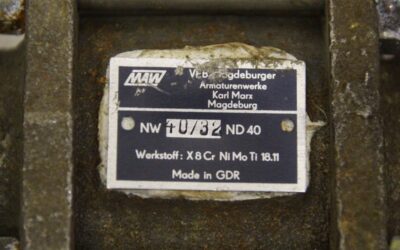 MAW
VEB Magdeburger
Armaturenwerke
Karl Marx
Magdeburg
NW 40/32 ND 40
Werkstoff: X 8 Cr Ni Mo Ti 18.11
Made in GDR